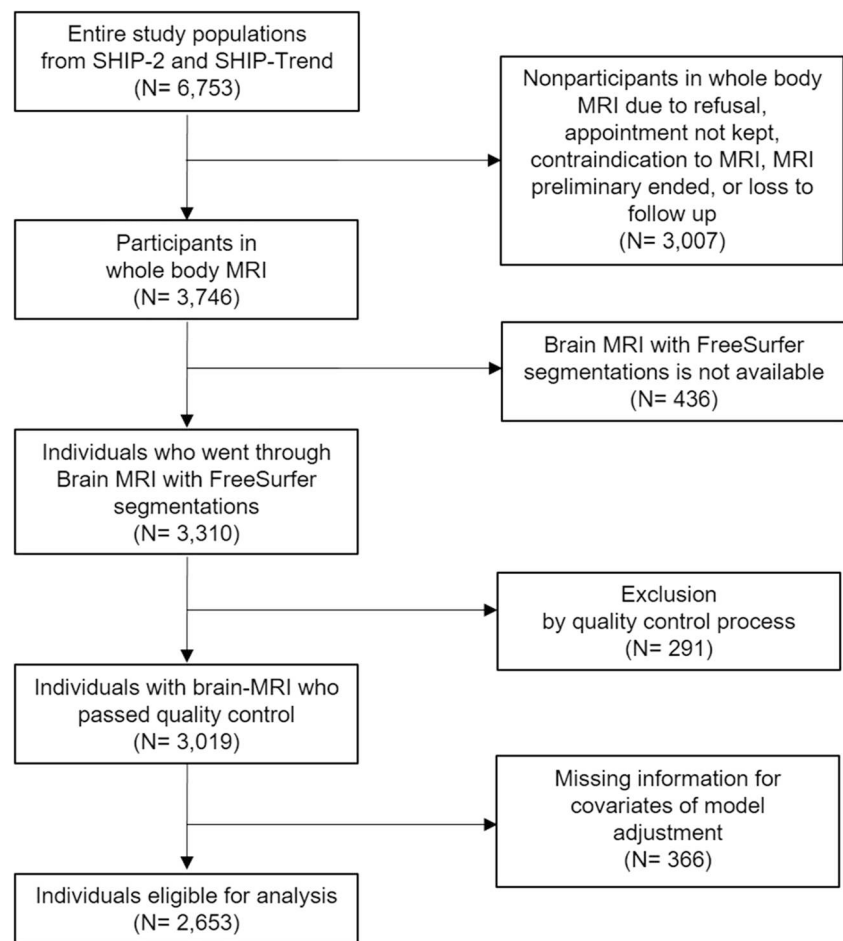 Entire study populations
from SHIP-2 and SHIP-Trend
(N= 6,753)
Nonparticipants in whole body
MRI due to refusal,
appointment not kept,
contraindication to MRI, MRI
preliminary ended, or loss to
follow up
(N= 3,007)
Participants in
whole body MRI
(N= 3,746)
Brain MRI with FreeSurfer
segmentations is not available
(N= 436)
Individuals who went through
Brain MRI with FreeSurfer
segmentations
(N= 3,310)
Exclusion
by quality control process
(N= 291)
Individuals with brain-MRI who
passed quality control
(N= 3,019)
Missing information for
covariates of model
adjustment
(N= 366)
Individuals eligible for analysis
(N= 2,653)